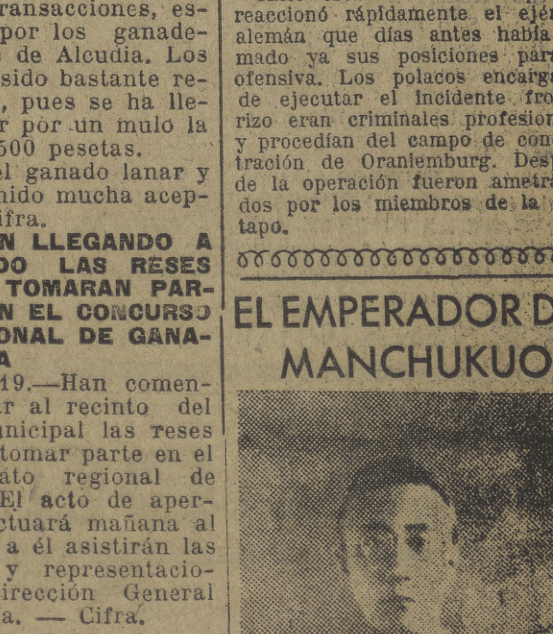 ransacciones, es-
por los ganade-
s de Alcudia. Los
sido bastante re-
, pues se ha lle-
r por un mulo la
500 pesetas.
el ganado lanar y
nido mucha acep-
ifra.
N LLEGANDO A
DO LAS RESES
TOMARAN PAR-
N EL CONCURSO
ONAL DE GANA-
A
19.—Han comen-
ar al recinto del
unicipal las reses
tomar parte en el
ato regional de
El acto de aper-
ctuará mañana al
a él asistirán las
y representacio-
irección General
a. — Cifra.
reaccionó rápidamente el ejé
alemán que días antes había
mado ya sus posiciones para
ofensiva. Los polacos encarga
de ejecutar el incidente fro
rizo eran criminales profesion
y procedían del campo de con
tración de Oraniemburg. Des
de la operación fueron ametra
dos por los miembros de la
tapo.
EL EMPERADOR D
MANCHUKUO